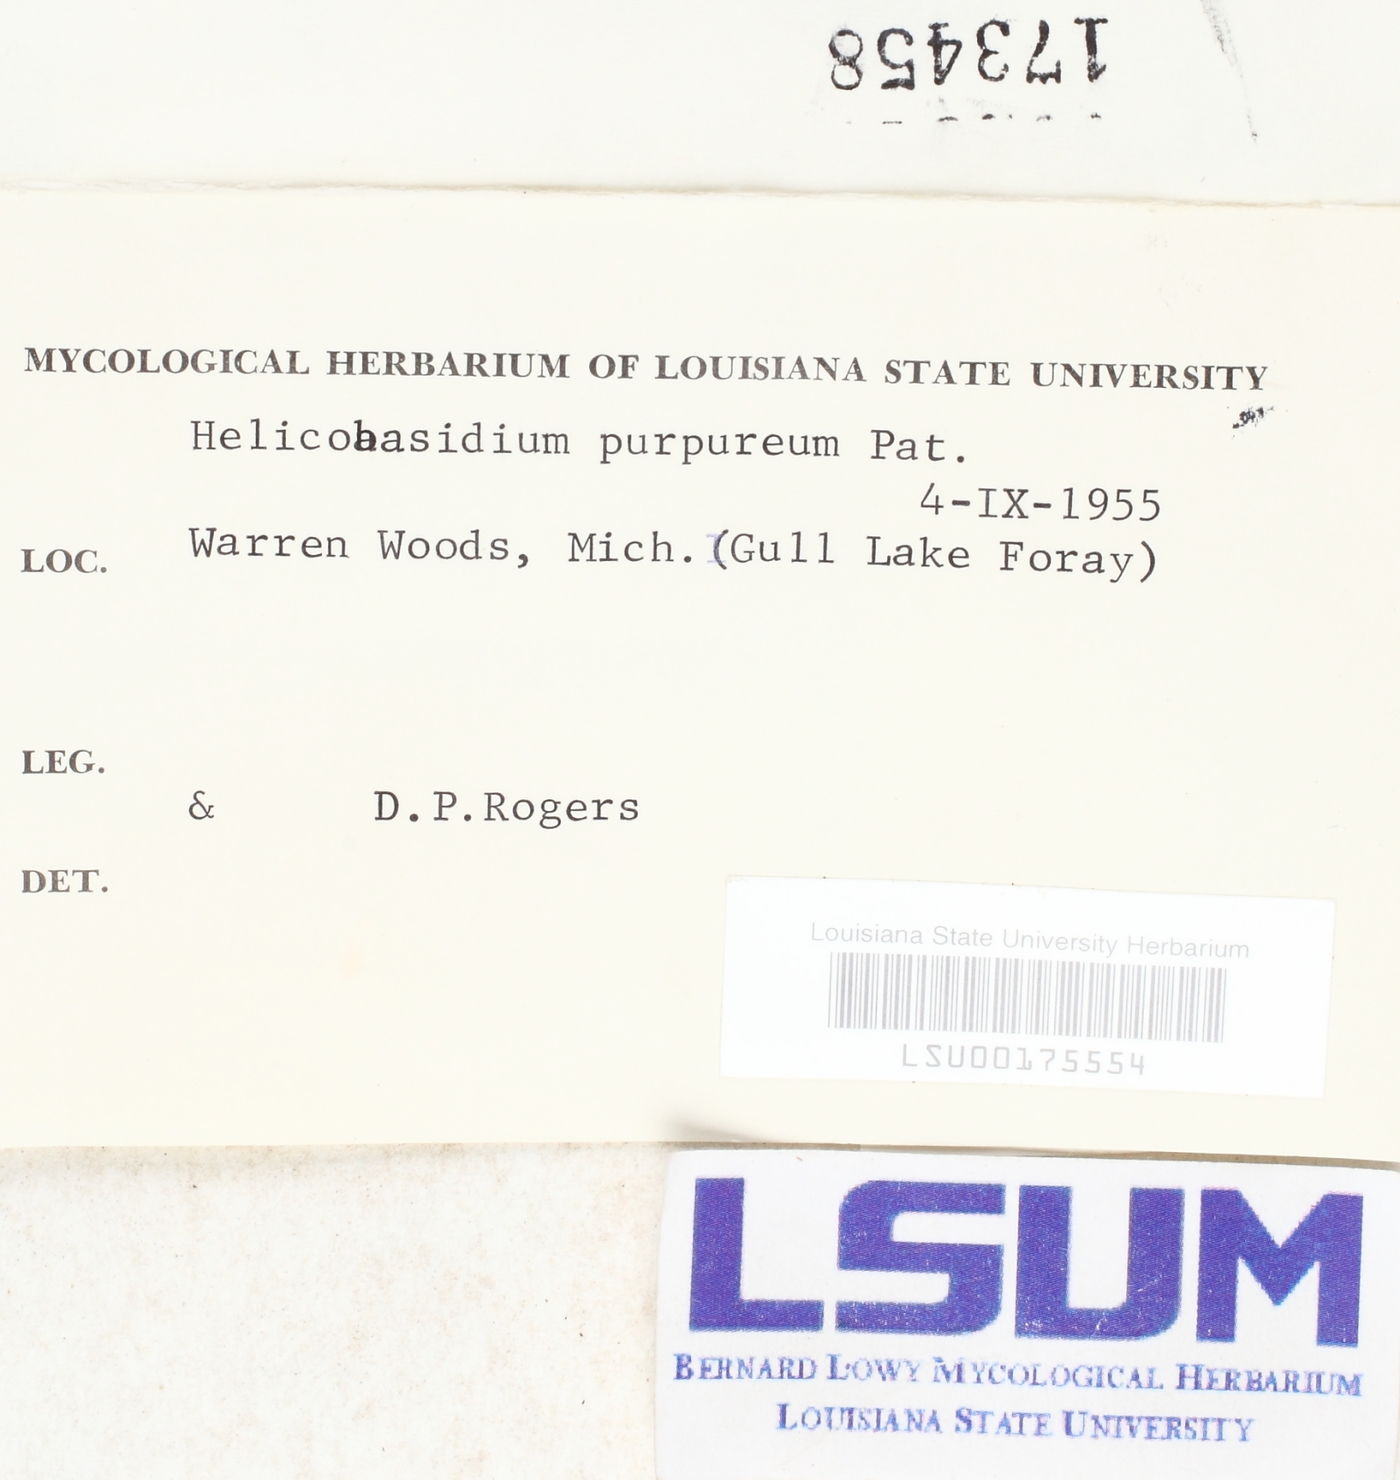 173458
MYCOLOGICAL HERBARIUM OF LOUISIANA STATE UNIVERSITY
Helicobasidium purpureum Pat.
4-IX-1955
LOC. Warren Woods, Mich. (Gull Lake Foray)
LEG.
& D.P.Rogers
DET.
Louisiana State University Herbarium
LSU00175554
LSUM
BERNARD LOWY MYCOLOGICAL HERBARIUM
LOUISIANA STATE UNIVERSITY